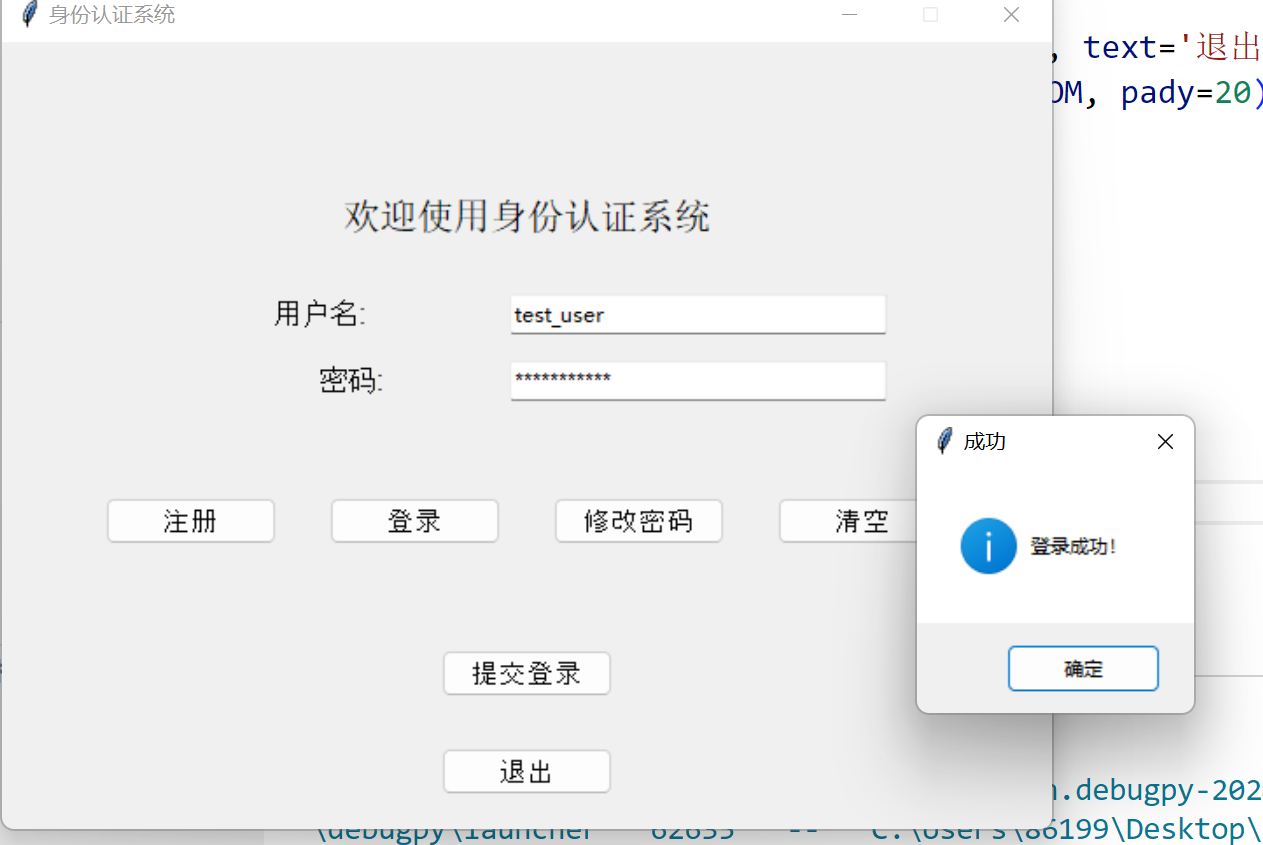 身份认证系统
, text='退出
OM, pady=20)
欢迎使用身份认证系统
用户名:
test_user
密码:
***********
成功
注册
登录
修改密码
清空
登录成功!
确定
提交登录
退出
n.debugpy-202
\debugpy\launcher 62635 -- C:\Users\86199\Desktop\